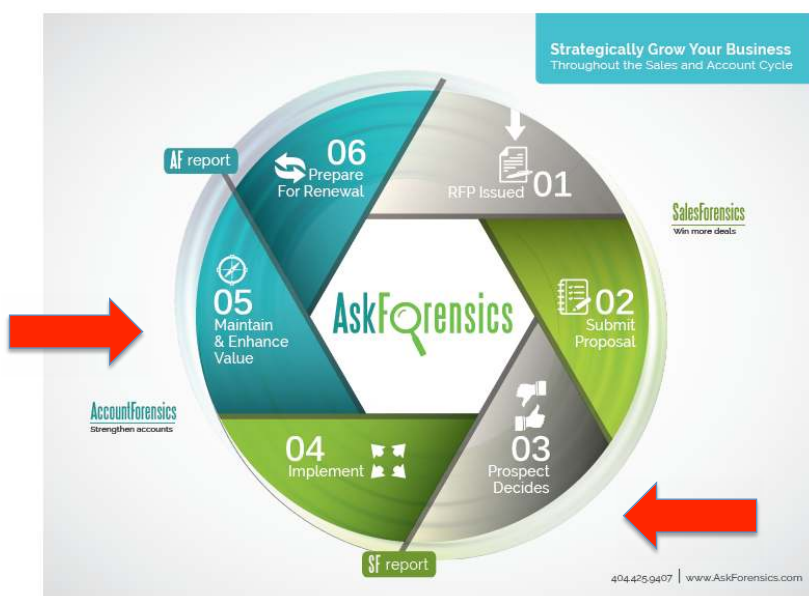 Strategically Grow Your Business
Throughout the Sales and Account Cycle
AF report
06
Prepare
For Renewal
RFP Issued 01
SalesForensics
Win more deals
05
Maintain
& Enhance
Value
AskForensics
02
Submit
Proposal
AccountForensics
Strengthen accounts
04
Implement
03
Prospect
Decides
SF report
404.425.9407 | www.AskForensics.com